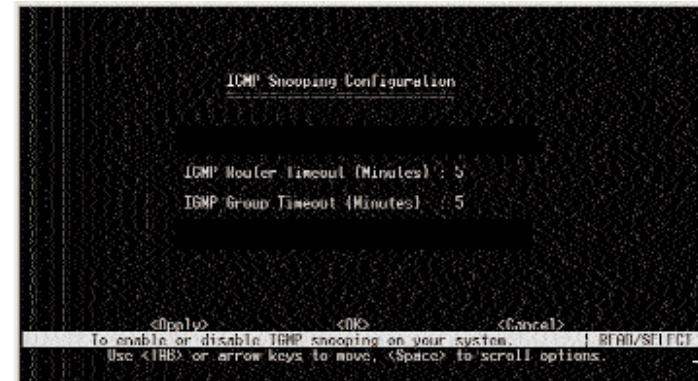 IGMP Snooping Configuration
IGMP Router Timeout (Minutes) : 5
IGMP Group Timeout (Minutes) : 5
<Apply> <OK> <Cancel>
To enable or disable IGMP snooping on your system. | READ/SELECT
Use <TAB> or arrow keys to move, <Space> to scroll options.